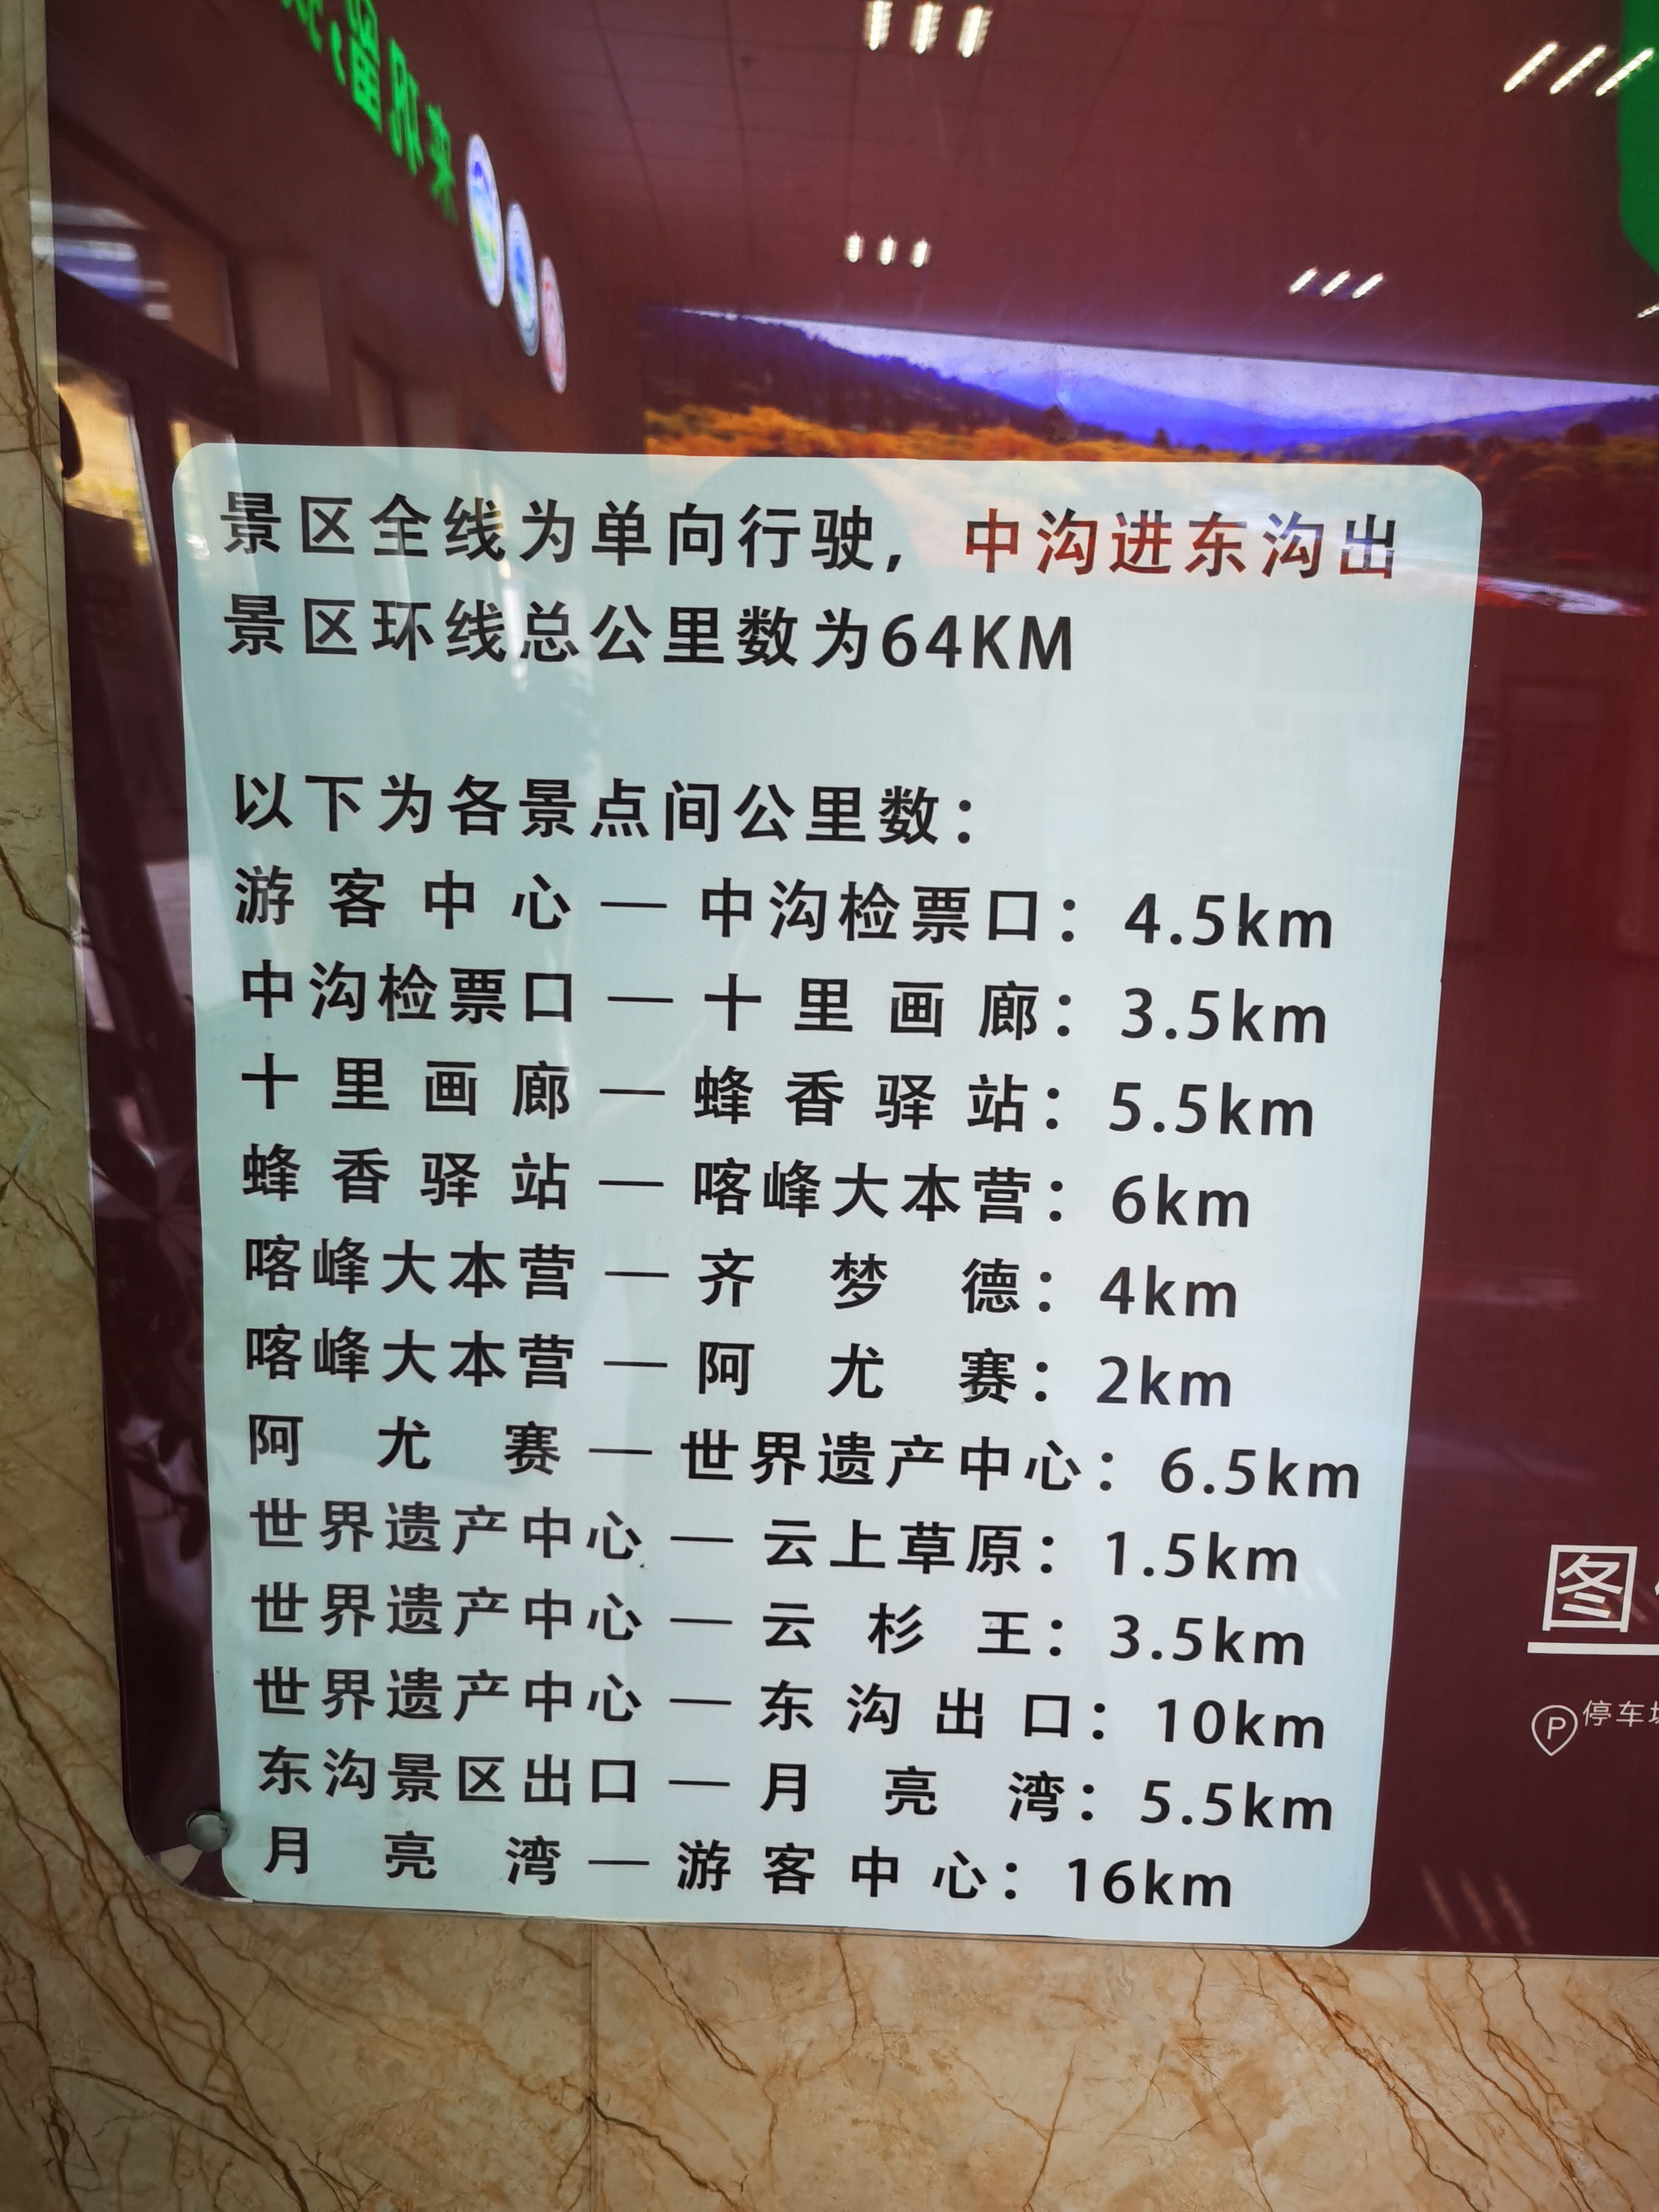 景区全线为单向行驶，中沟进东沟出
景区环线总公里数为64KM
以下为各景点间公里数：
游客中心—中沟检票口：4.5km
中沟检票口—十里画廊：3.5km
十里画廊—蜂香驿站：5.5km
蜂香驿站—喀峰大本营：6km
喀峰大本营—齐梦德：4km
喀峰大本营—阿尤赛：2km
阿尤赛—世界遗产中心：6.5km
世界遗产中心—云上草原：1.5km
世界遗产中心—云杉王：3.5km
世界遗产中心—东沟出口：10km
东沟景区出口—月亮湾：5.5km
月亮湾—游客中心：16km
图
P停车场